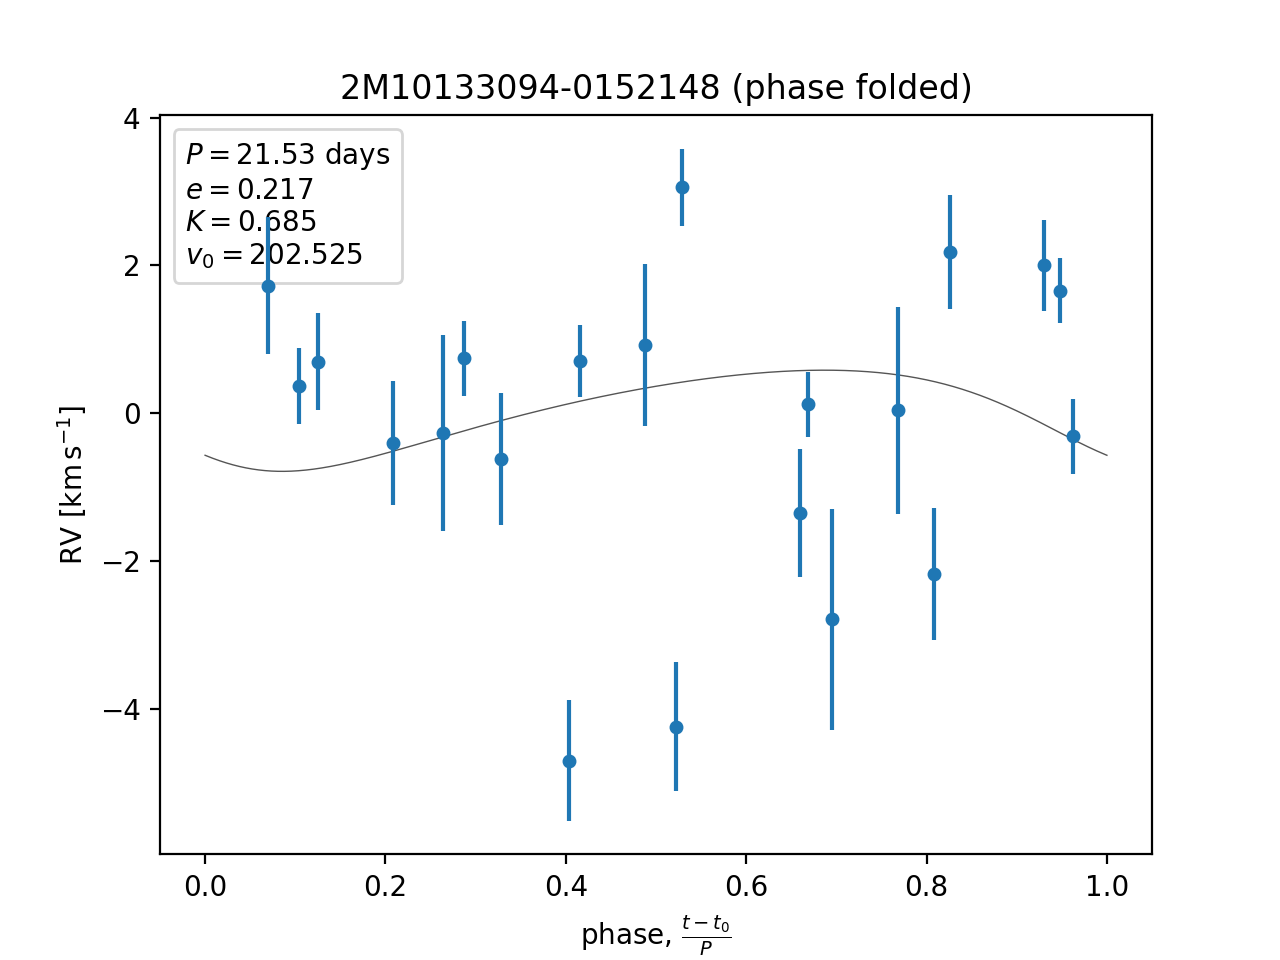 2M10133094-0152148 (phase folded)
P = 21.53 days
e = 0.217
K = 0.685
v₀ = 202.525
4
2
0
−2
−4
RV [km s⁻¹]
0.0 0.2 0.4 0.6 0.8 1.0
phase, (t − t₀)/P